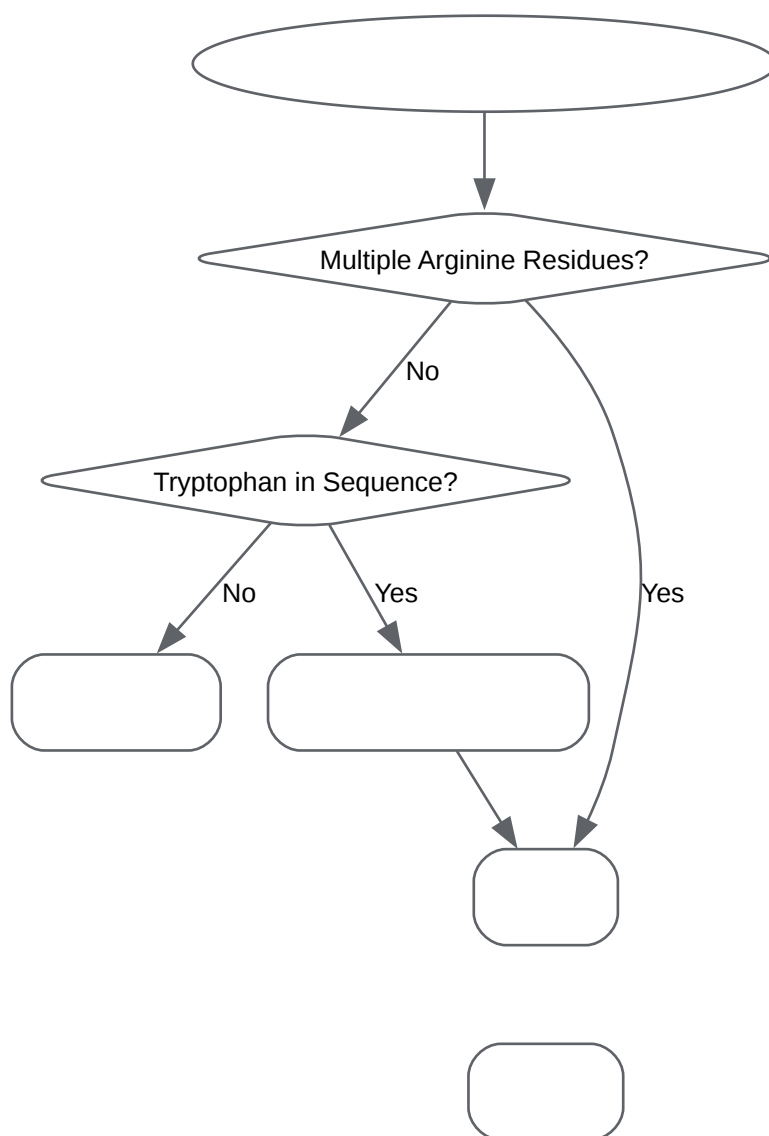 Multiple Arginine Residues?
No
Tryptophan in Sequence?
No
Yes
Yes